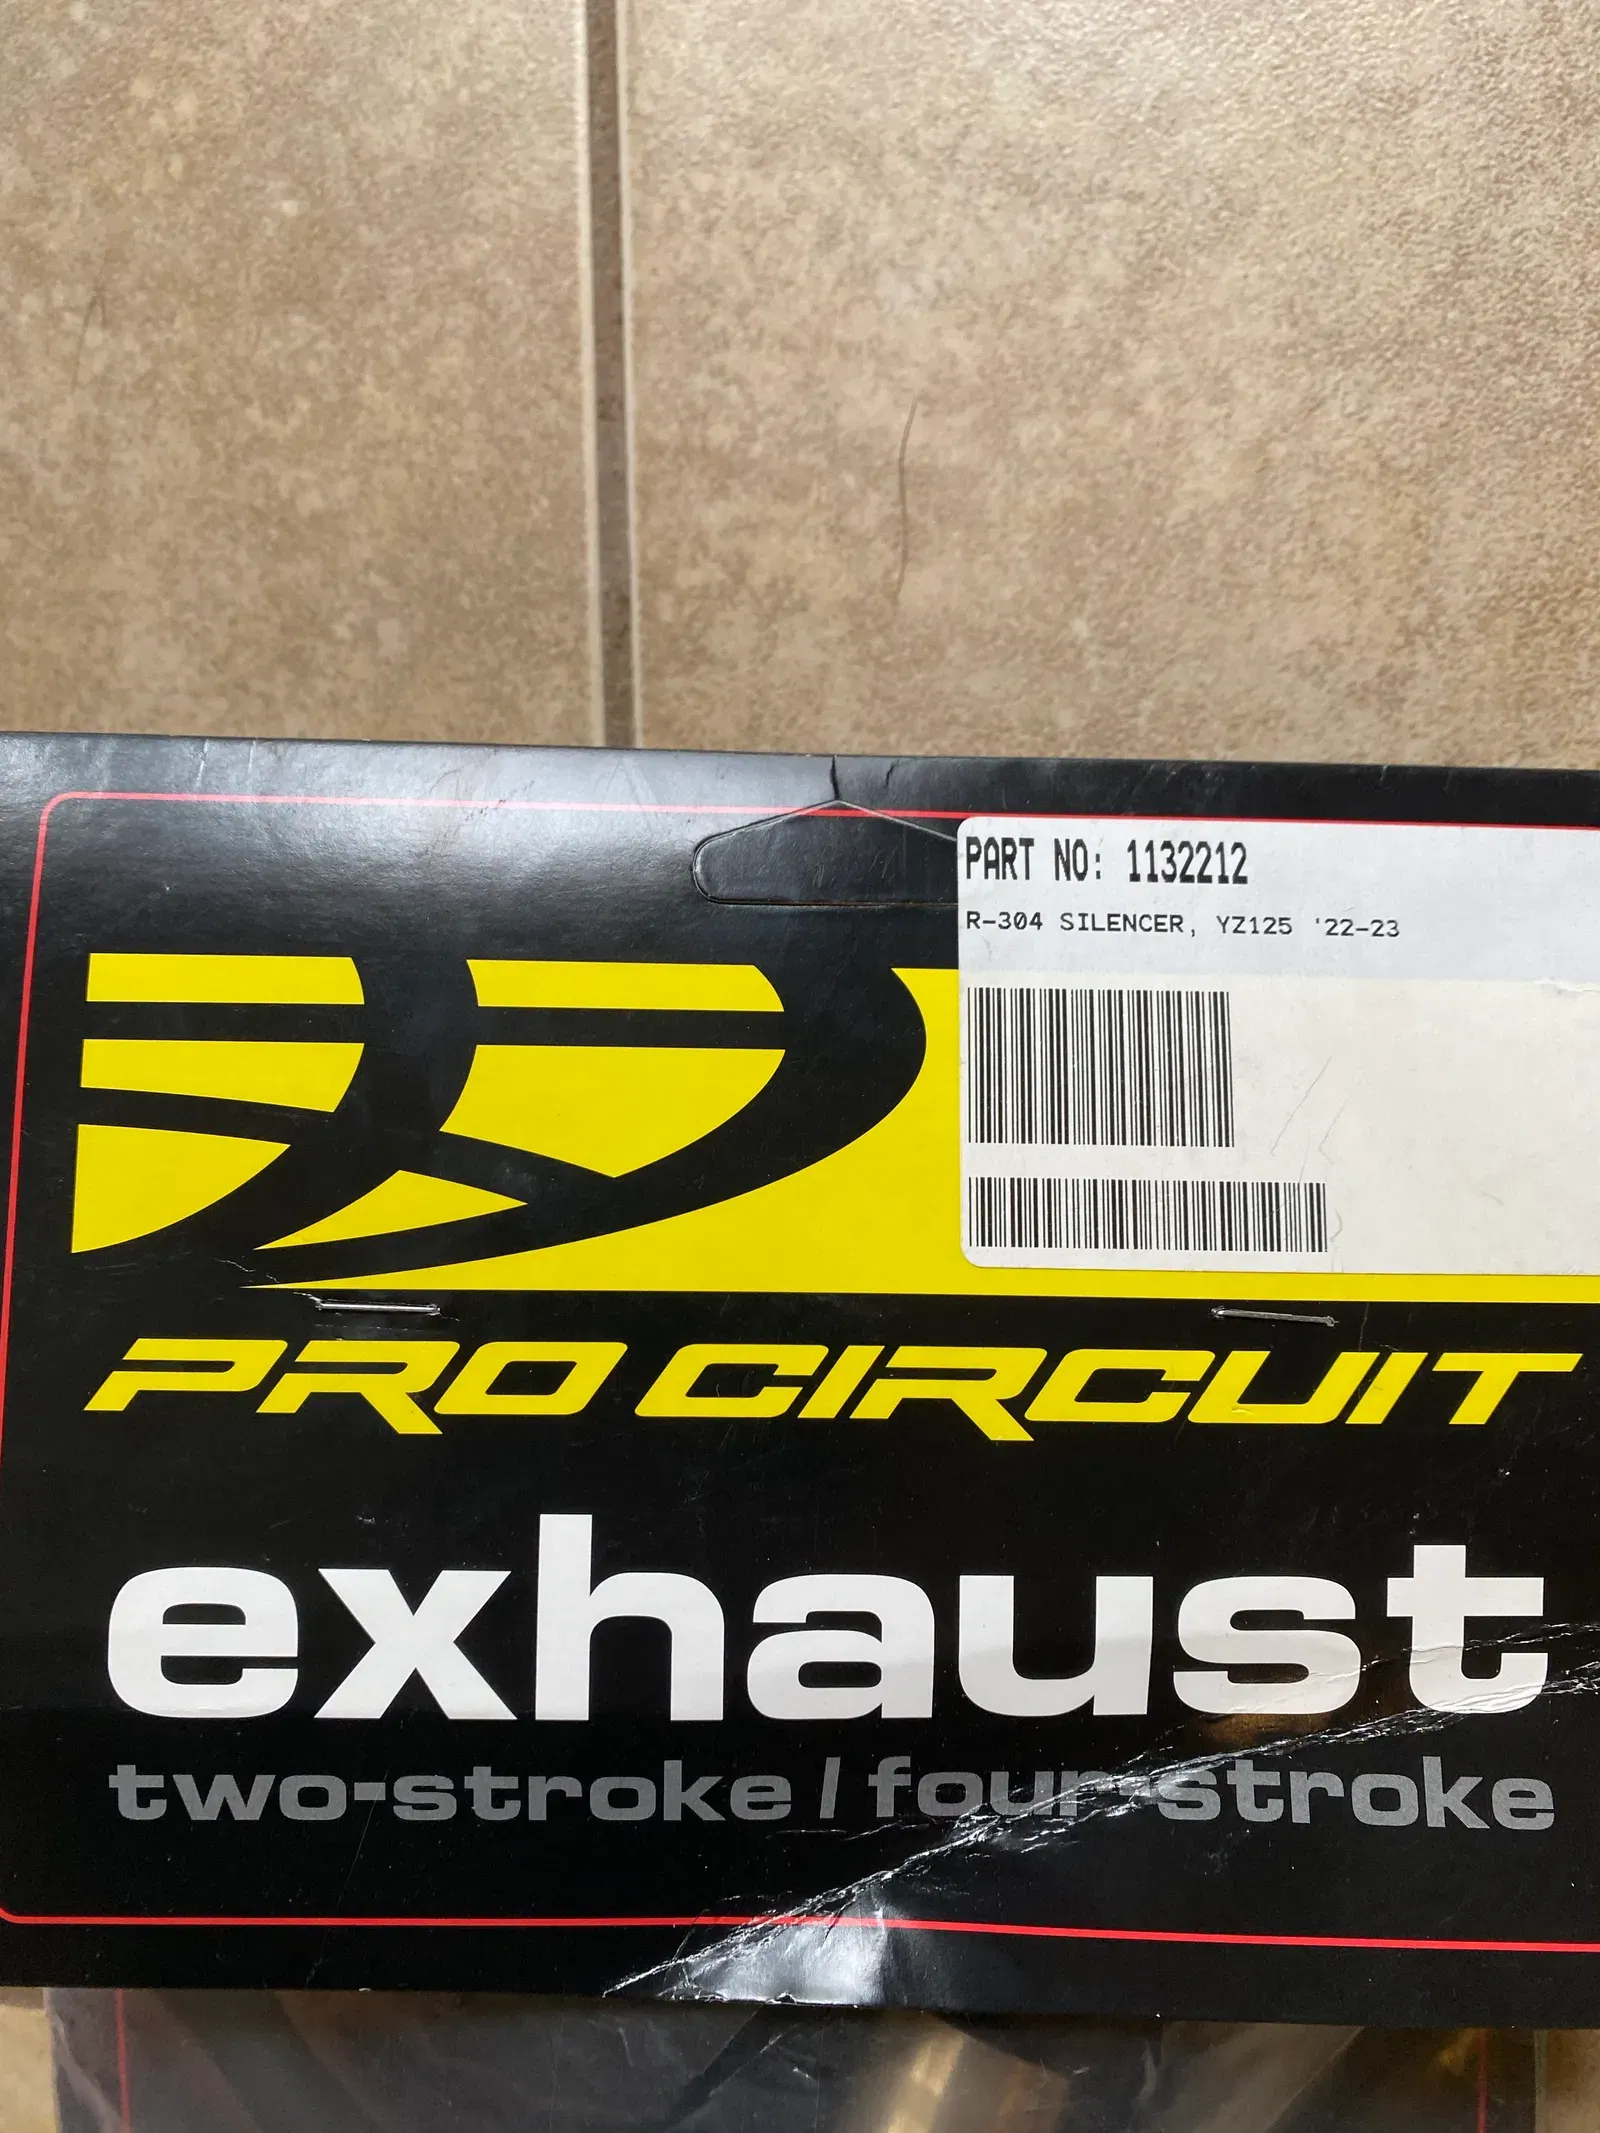 PART NO: 1132212
R-304 SILENCER, YZ125 '22-23
PRO CIRCUIT
exhaust
two-stroke / four-stroke